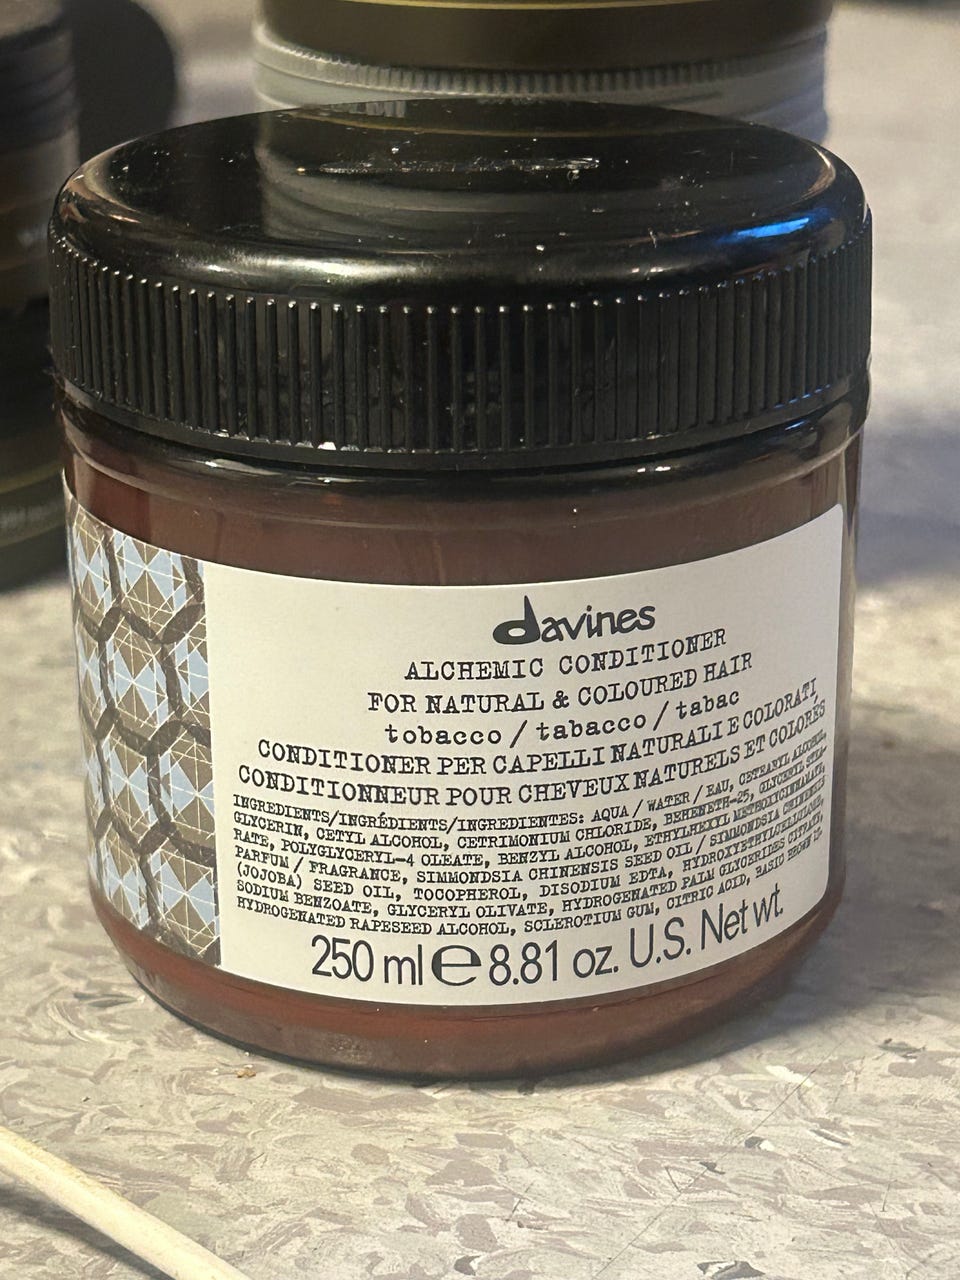 davines
ALCHEMIC CONDITIONER
FOR NATURAL & COLOURED HAIR
tobacco / tabacco / tabac
CONDITIONER PER CAPELLI NATURALI E COLORATI,
CONDITIONNEUR POUR CHEVEUX NATURELS ET COLORÉS
INGREDIENTS/INGRÉDIENTS/INGREDIENTES: AQUA / WATER / EAU, CETEARYL ALCOHOL,
GLYCERIN, CETYL ALCOHOL, CETRIMONIUM CHLORIDE, BEHENETH-25, GLYCERYL STEA-
RATE, POLYGLYCERYL-4 OLEATE, BENZYL ALCOHOL, ETHYLHEXYL METHOXYCINNAMATE,
PARFUM / FRAGRANCE, SIMMONDSIA CHINENSIS SEED OIL / SIMMONDSIA CHINENSIS
(JOJOBA) SEED OIL, TOCOPHEROL, DISODIUM EDTA, HYDROXYETHYLCELLULOSE,
SODIUM BENZOATE, GLYCERYL OLIVATE, HYDROGENATED PALM GLYCERIDES CITRATE,
HYDROGENATED RAPESEED ALCOHOL, SCLEROTIUM GUM, CITRIC ACID, BASIC BROWN 17.
250 ml e 8.81 oz. U.S. Net wt.